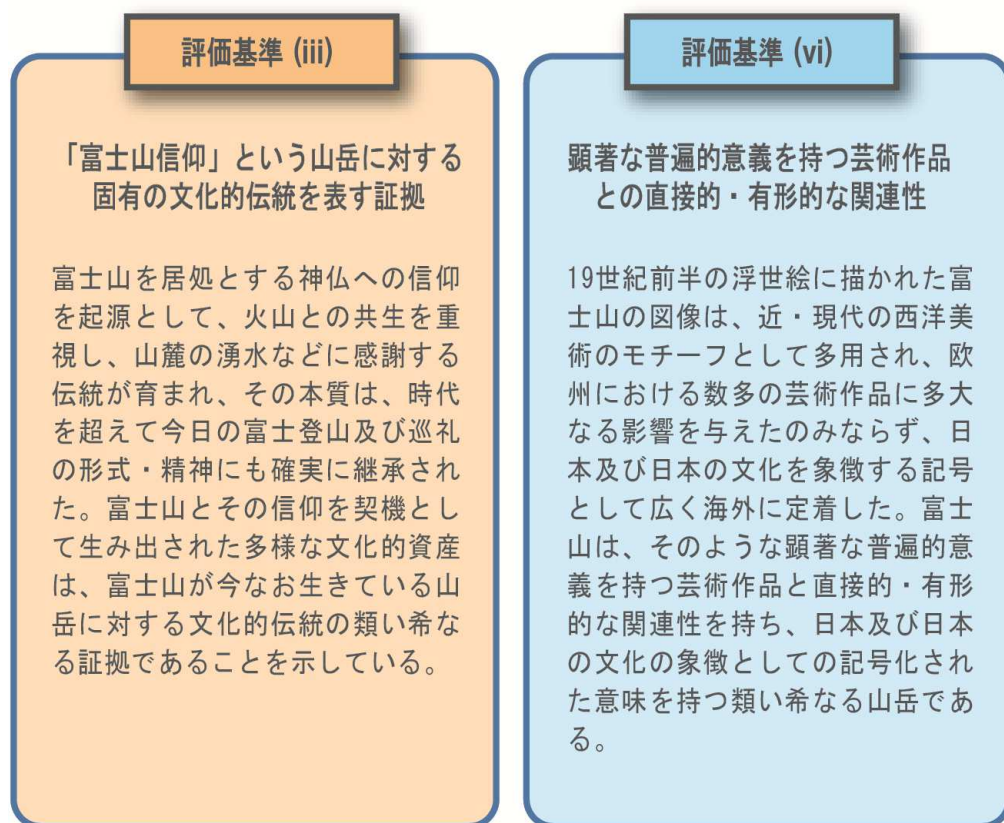 評価基準 (iii)
「富士山信仰」という山岳に対する
固有の文化的伝統を表す証拠
富士山を居処とする神仏への信仰
を起源として、火山との共生を重
視し、山麓の湧水などに感謝する
伝統が育まれ、その本質は、時代
を超えて今日の富士登山及び巡礼
の形式・精神にも確実に継承され
た。富士山とその信仰を契機とし
て生み出された多様な文化的資産
は、富士山が今なお生きている山
岳に対する文化的伝統の類い希な
る証拠であることを示している。
評価基準 (vi)
顕著な普遍的意義を持つ芸術作品
との直接的・有形的な関連性
19世紀前半の浮世絵に描かれた富
士山の図像は、近・現代の西洋美
術のモチーフとして多用され、欧
州における数多の芸術作品に多大
なる影響を与えたのみならず、日
本及び日本の文化を象徴する記号
として広く海外に定着した。富士
山は、そのような顕著な普遍的意
義を持つ芸術作品と直接的・有形
的な関連性を持ち、日本及び日本
の文化の象徴としての記号化され
た意味を持つ類い希なる山岳であ
る。